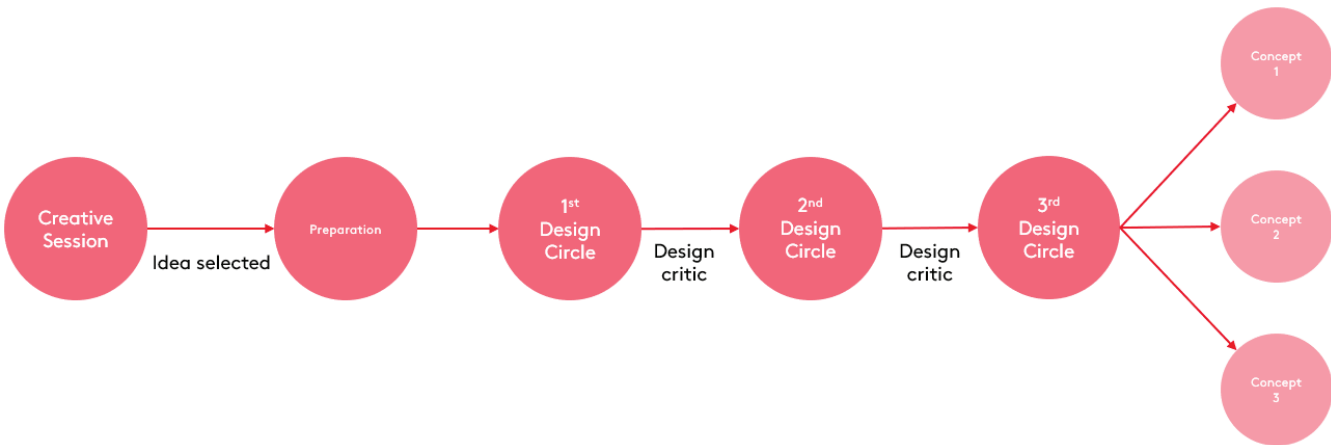 Creative
Session
Idea selected
Preparation
1st
Design
Circle
Design
critic
2nd
Design
Circle
Design
critic
3rd
Design
Circle
Concept
1
Concept
2
Concept
3